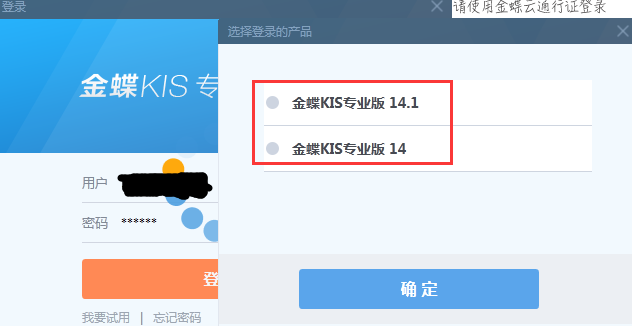 登录
请使用金蝶云通行证登录
选择登录的产品
金蝶KIS 专
金蝶KIS专业版 14.1
金蝶KIS专业版 14
用户
密码 ******
登
确定
我要试用 | 忘记密码